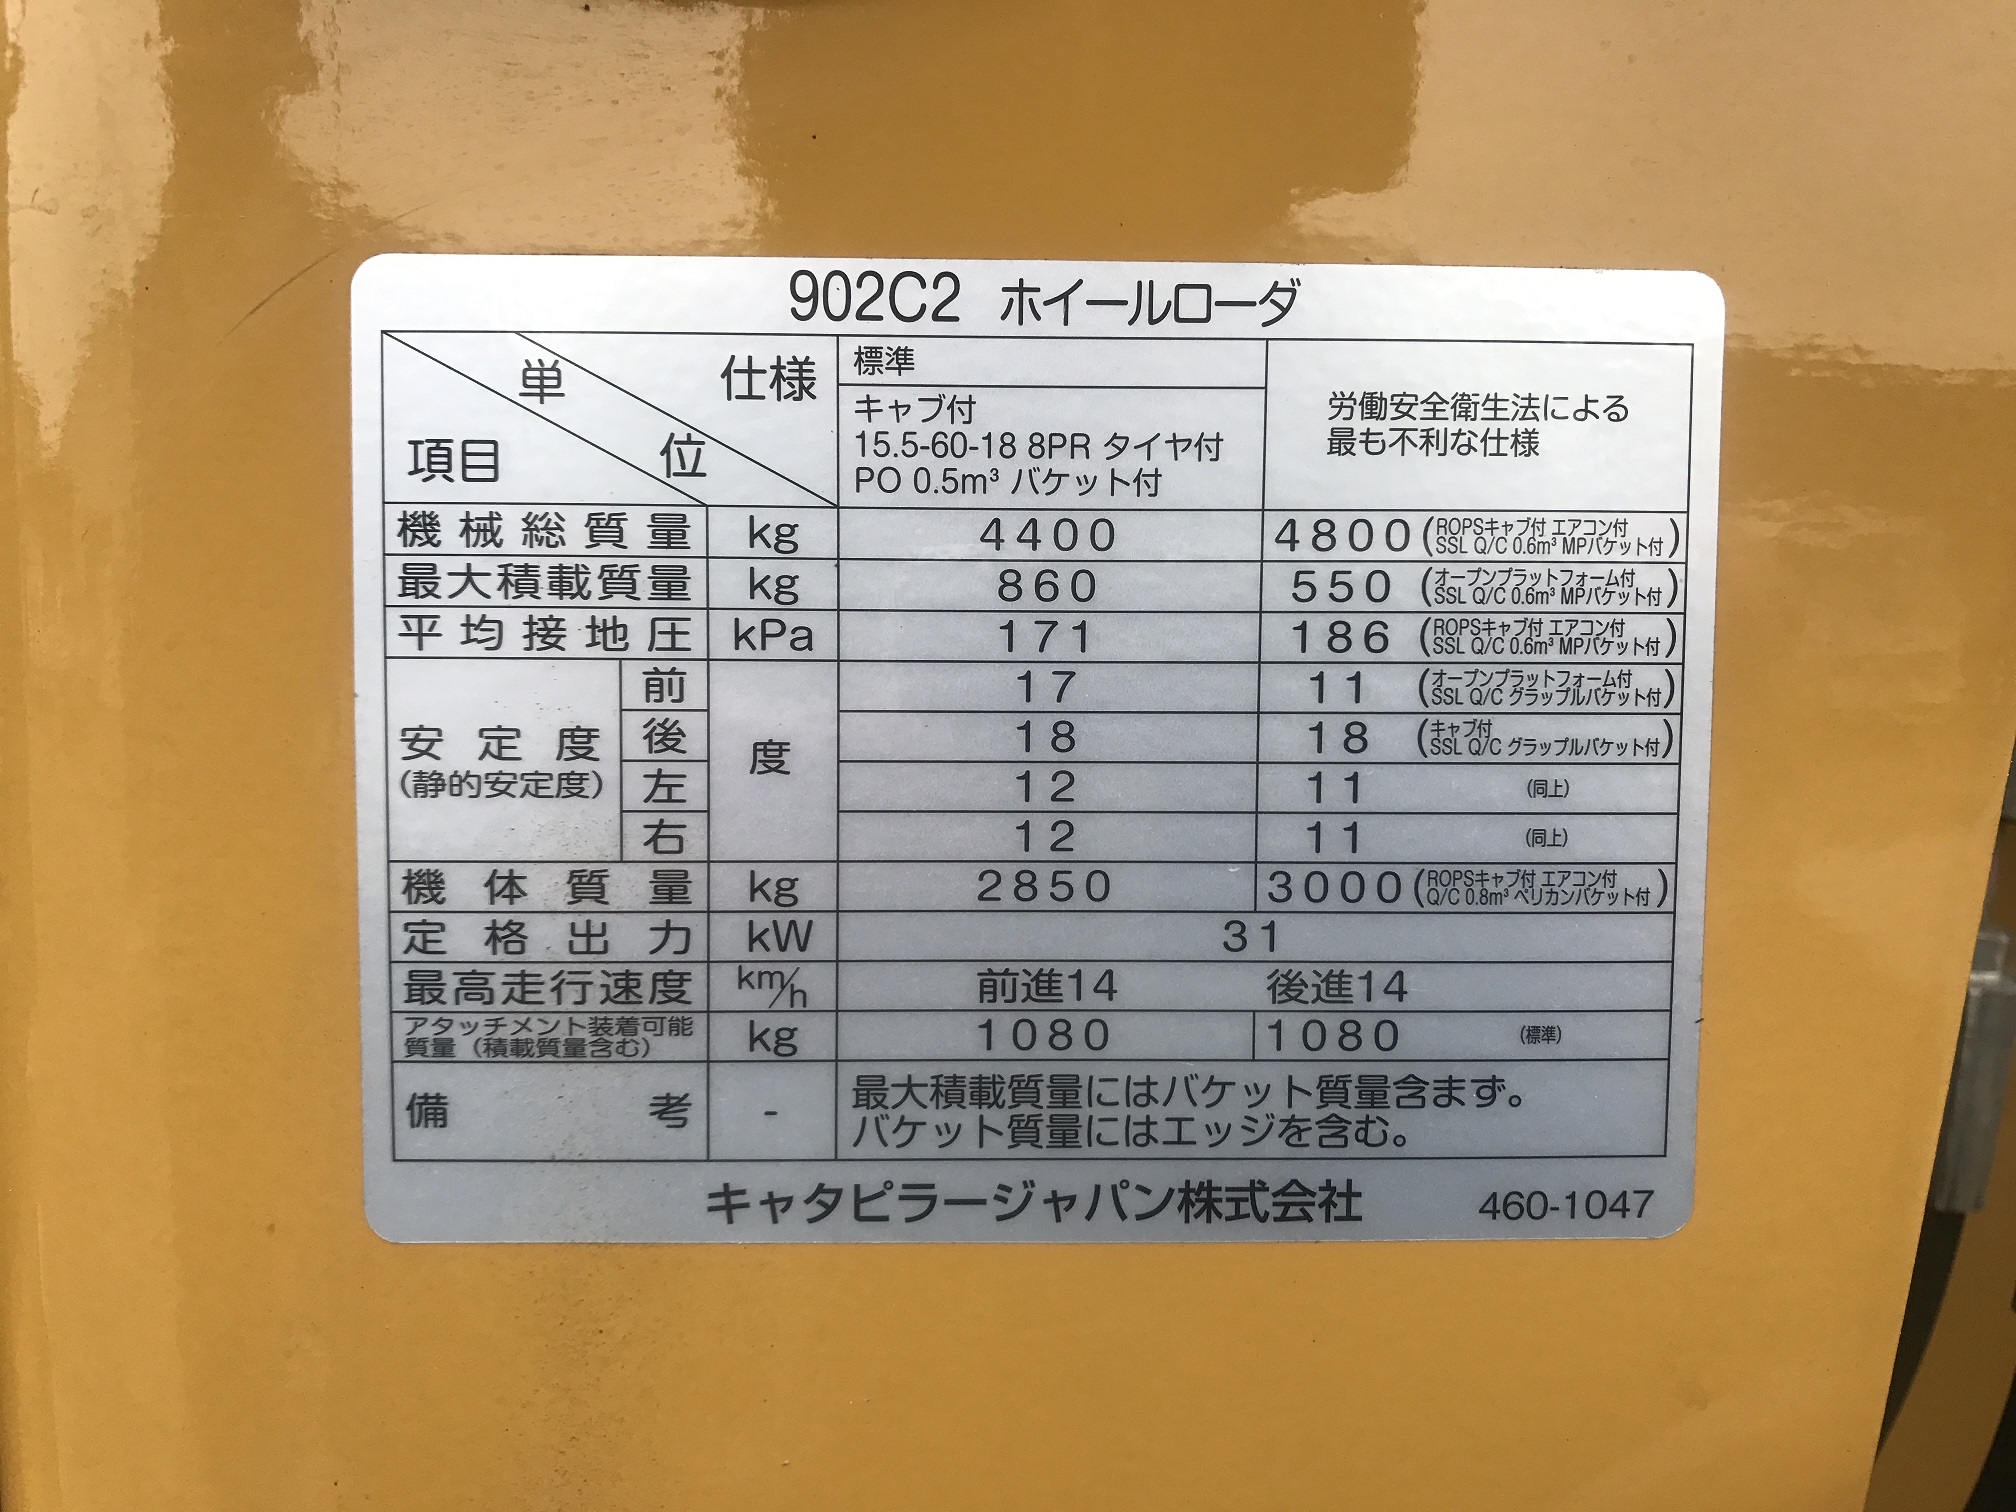 902C2 ホイールローダ
単位 仕様 項目
標準
キャブ付
15.5-60-18 8PR タイヤ付
PO 0.5m³ バケット付
労働安全衛生法による
最も不利な仕様
機械総質量 kg 4400 4800 (ROPSキャブ付 エアコン付 SSL Q/C 0.6m³ MPバケット付)
最大積載質量 kg 860 550 (オープンプラットフォーム付 SSL Q/C 0.6m³ MPバケット付)
平均接地圧 kPa 171 186 (ROPSキャブ付 エアコン付 SSL Q/C 0.6m³ MPバケット付)
安定度 (静的安定度) 度
前 17 11 (オープンプラットフォーム付 SSL Q/C グラップルバケット付)
後 18 18 (キャブ付 SSL Q/C グラップルバケット付)
左 12 11 (同上)
右 12 11 (同上)
機体質量 kg 2850 3000 (ROPSキャブ付 エアコン付 Q/C 0.8m³ ペリカンバケット付)
定格出力 kW 31
最高走行速度 km/h 前進14 後進14
アタッチメント装着可能
質量(積載質量含む) kg 1080 1080 (標準)
備考 - 最大積載質量にはバケット質量含まず。
バケット質量にはエッジを含む。
キャタピラージャパン株式会社 460-1047